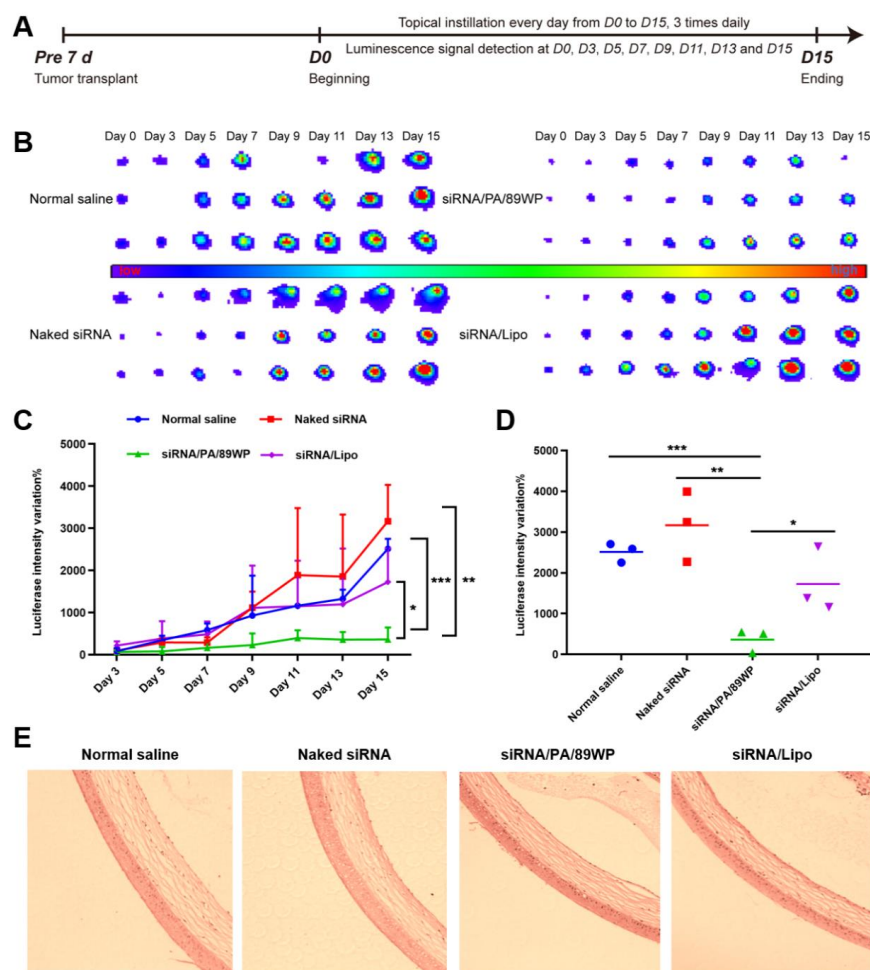 A
Topical instillation every day from D0 to D15, 3 times daily
Luminescence signal detection at D0, D3, D5, D7, D9, D11, D13 and D15
Pre 7 d
D0
D15
Tumor transplant
Beginning
Ending
B
Day 0 Day 3 Day 5 Day 7 Day 9 Day 11 Day 13 Day 15
Day 0 Day 3 Day 5 Day 7 Day 9 Day 11 Day 13 Day 15
Normal saline
siRNA/PA/89WP
low
high
Naked siRNA
siRNA/Lipo
C
Normal saline
Naked siRNA
siRNA/PA/89WP
siRNA/Lipo
Luciferase intensity variation%
5000
4000
3000
2000
1000
0
Day 3
Day 5
Day 7
Day 9
Day 11
Day 13
Day 15
*
***
**
D
Luciferase intensity variation%
5000
4000
3000
2000
1000
0
***
**
*
Normal saline
Naked siRNA
siRNA/PA/89WP
siRNA/Lipo
E
Normal saline
Naked siRNA
siRNA/PA/89WP
siRNA/Lipo